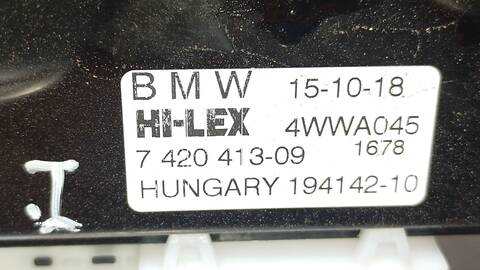 BMW 15-10-18
HI-LEX 4WWA045
7 420 413-09 1678
HUNGARY 194142-10
I